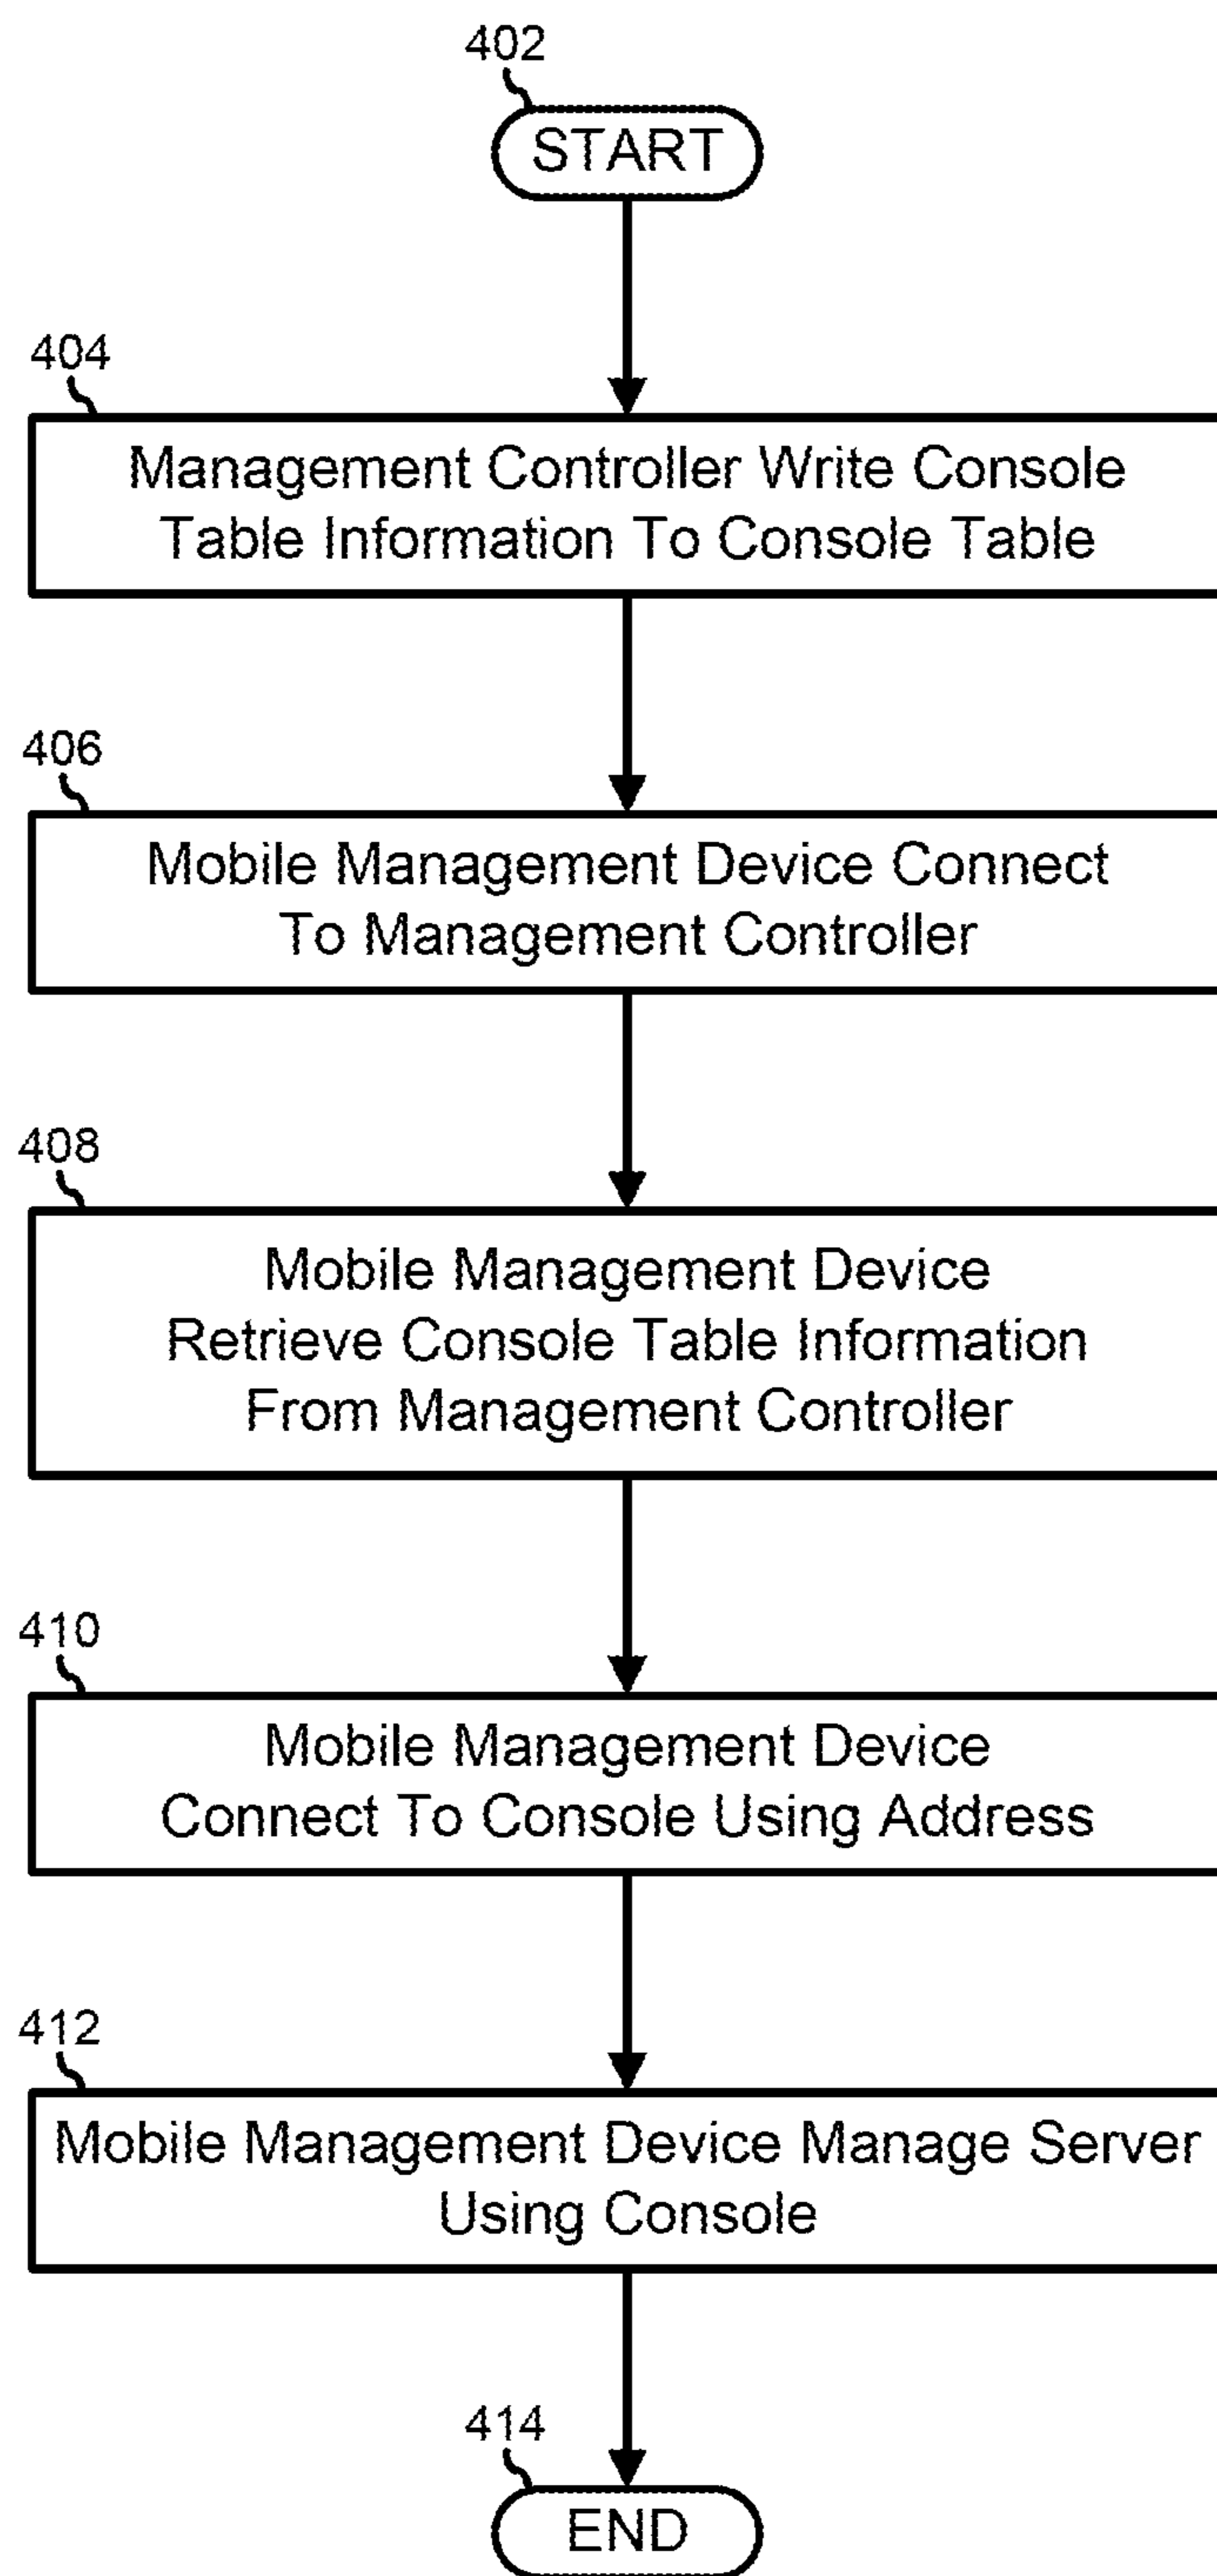 402
START
404
Management Controller Write Console
Table Information To Console Table
406
Mobile Management Device Connect
To Management Controller
408
Mobile Management Device
Retrieve Console Table Information
From Management Controller
410
Mobile Management Device
Connect To Console Using Address
412
Mobile Management Device Manage Server
Using Console
414
END